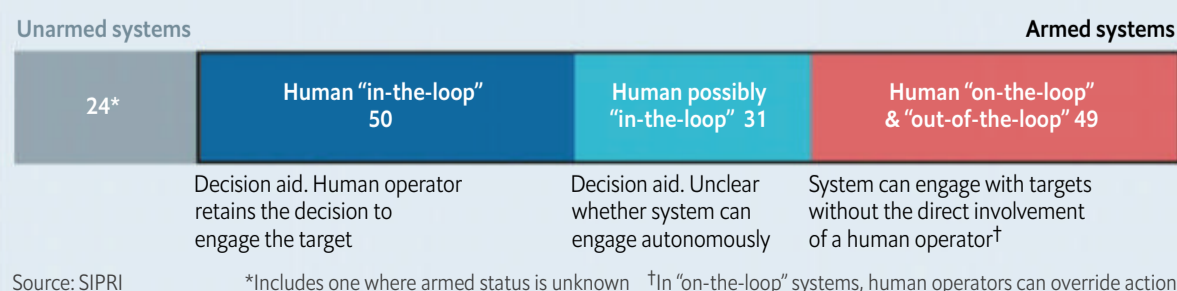 Unarmed systems
Armed systems
24*
Human “in-the-loop”
50
Human possibly
“in-the-loop” 31
Human “on-the-loop”
& “out-of-the-loop” 49
Decision aid. Human operator
retains the decision to
engage the target
Decision aid. Unclear
whether system can
engage autonomously
System can engage with targets
without the direct involvement
of a human operator†
Source: SIPRI
*Includes one where armed status is unknown †In “on-the-loop” systems, human operators can override action